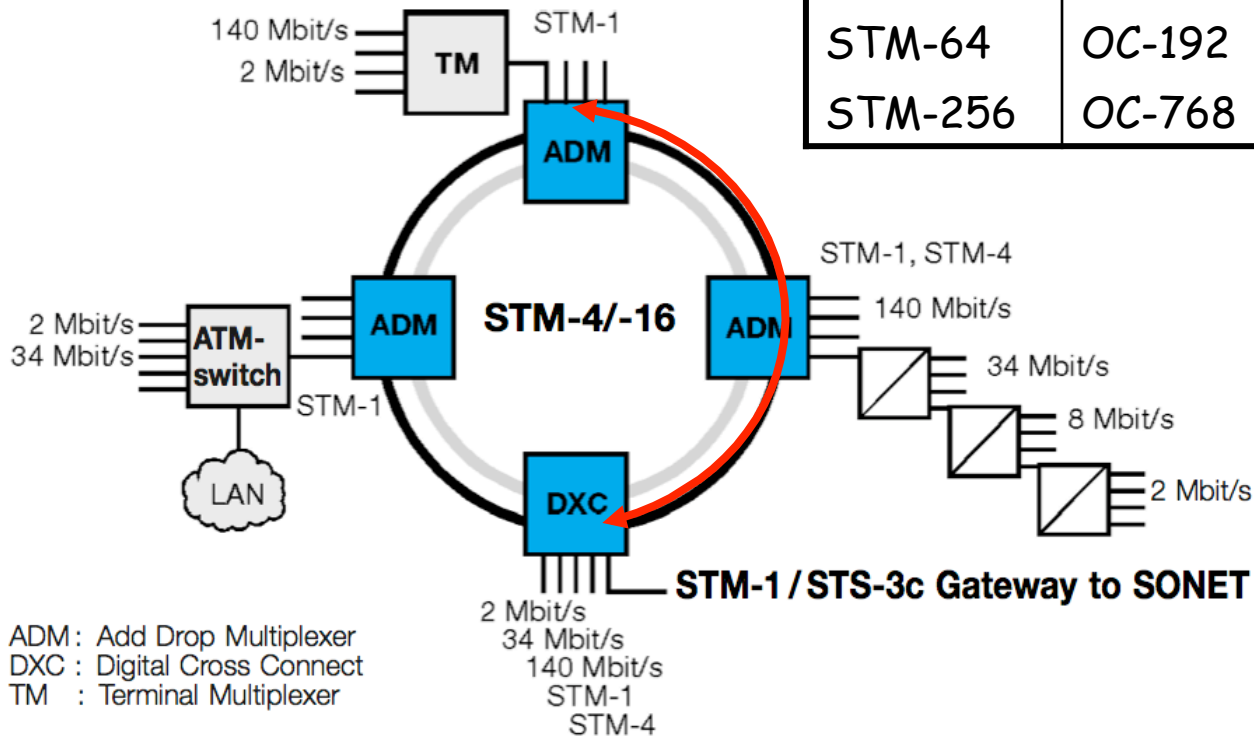 STM-64 OC-192
STM-256 OC-768
140 Mbit/s
2 Mbit/s
TM
STM-1
ADM
STM-1, STM-4
140 Mbit/s
ADM
STM-4/-16
ADM
2 Mbit/s
34 Mbit/s
ATM-
switch
STM-1
LAN
34 Mbit/s
8 Mbit/s
2 Mbit/s
DXC
STM-1 / STS-3c Gateway to SONET
2 Mbit/s
34 Mbit/s
140 Mbit/s
STM-1
STM-4
ADM : Add Drop Multiplexer
DXC : Digital Cross Connect
TM : Terminal Multiplexer